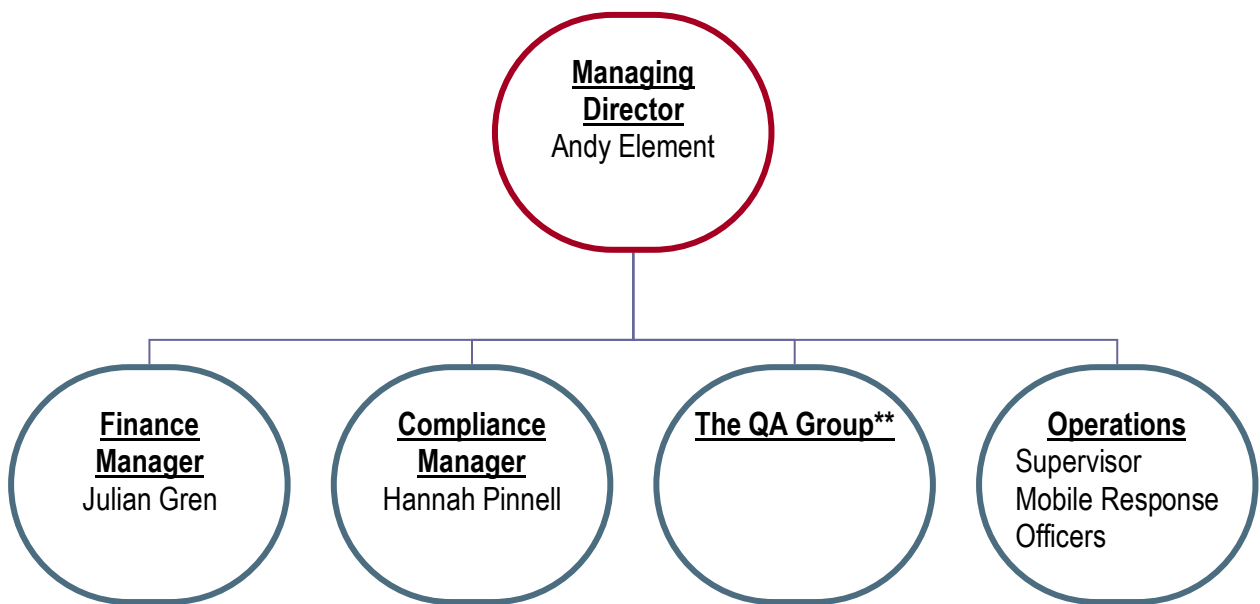 Managing
Director
Andy Element
Finance
Manager
Julian Gren
Compliance
Manager
Hannah Pinnell
The QA Group**
Operations
Supervisor
Mobile Response
Officers